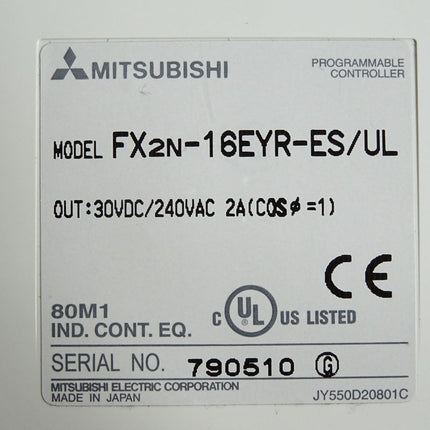 MITSUBISHI
PROGRAMMABLE
CONTROLLER
MODEL FX2N-16EYR-ES/UL
OUT:30VDC/240VAC 2A(COSφ=1)
CE
80M1
IND. CONT. EQ.
C UL US LISTED
SERIAL NO. 790510 G
MITSUBISHI ELECTRIC CORPORATION
MADE IN JAPAN
JY550D20801C